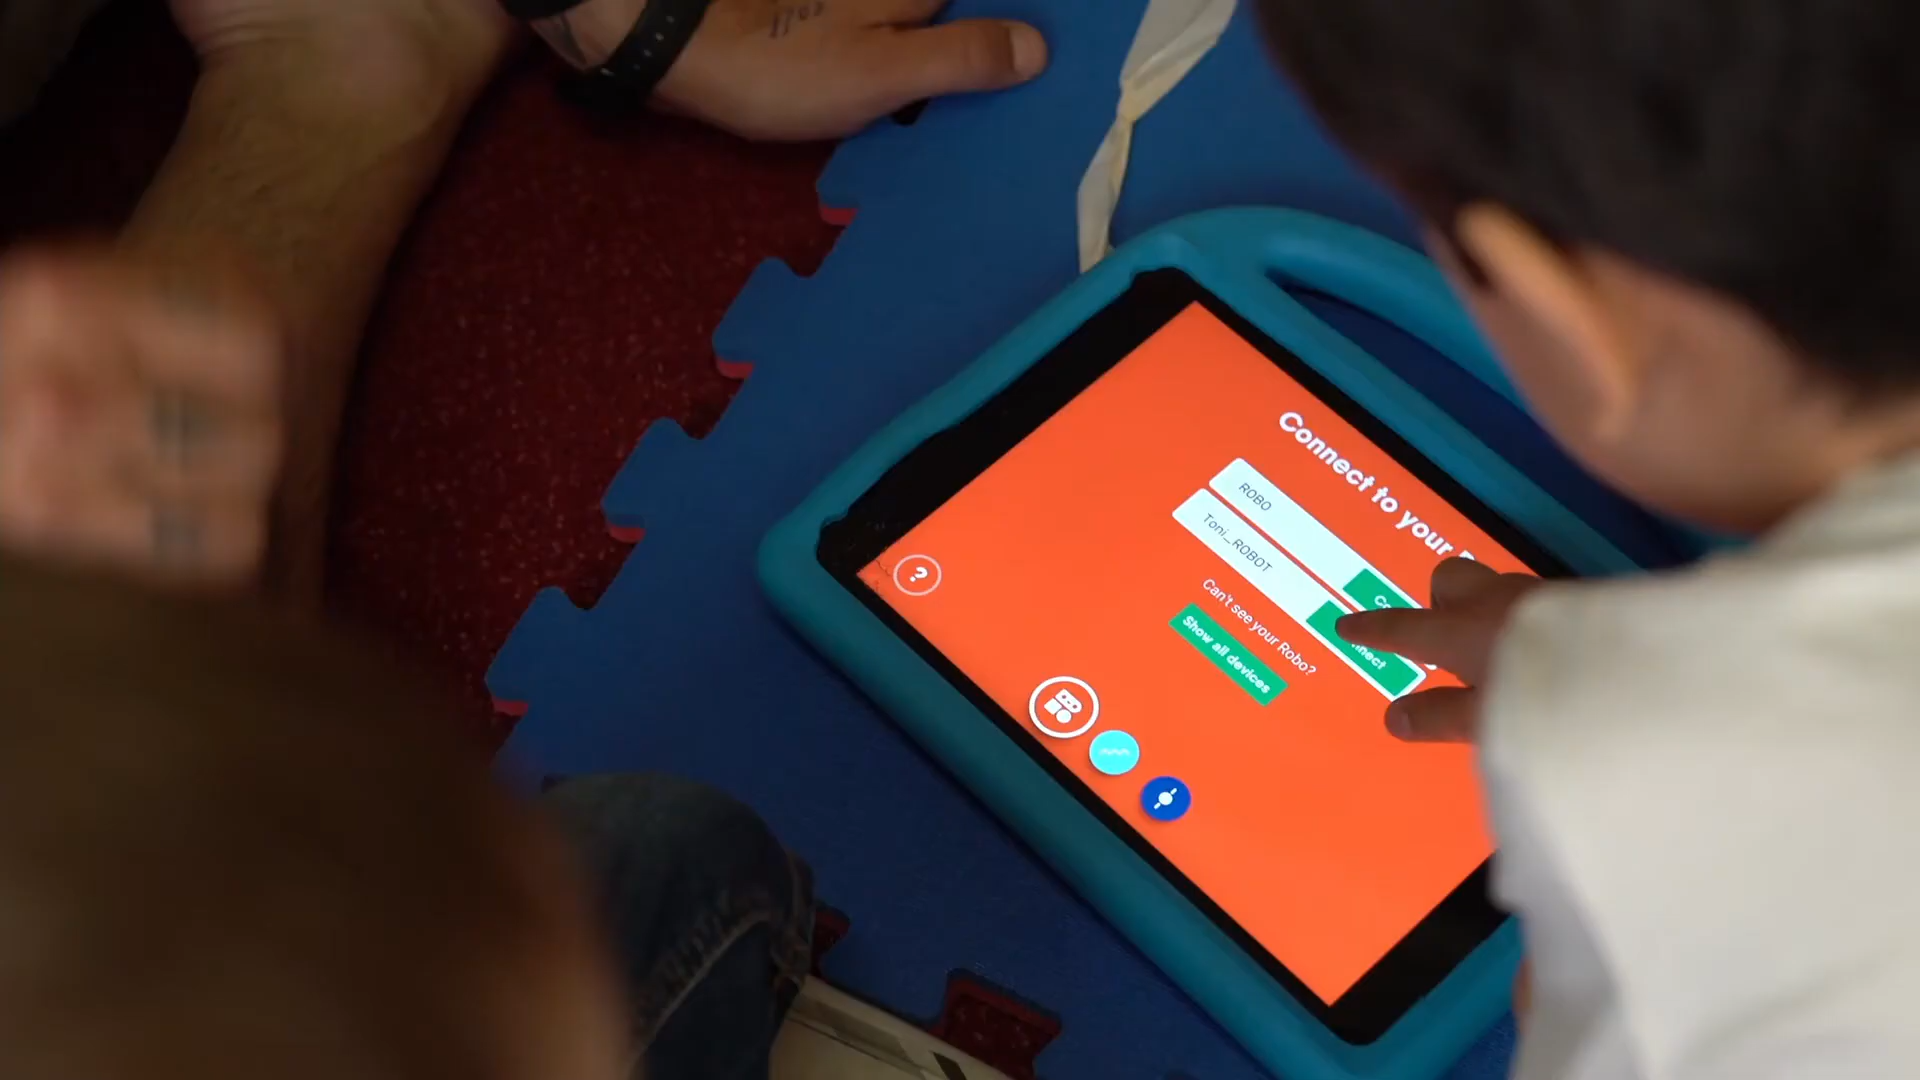 Connect to your
ROBO
Toni_ROBOT
Can't see your Robo?
Show all devices
?